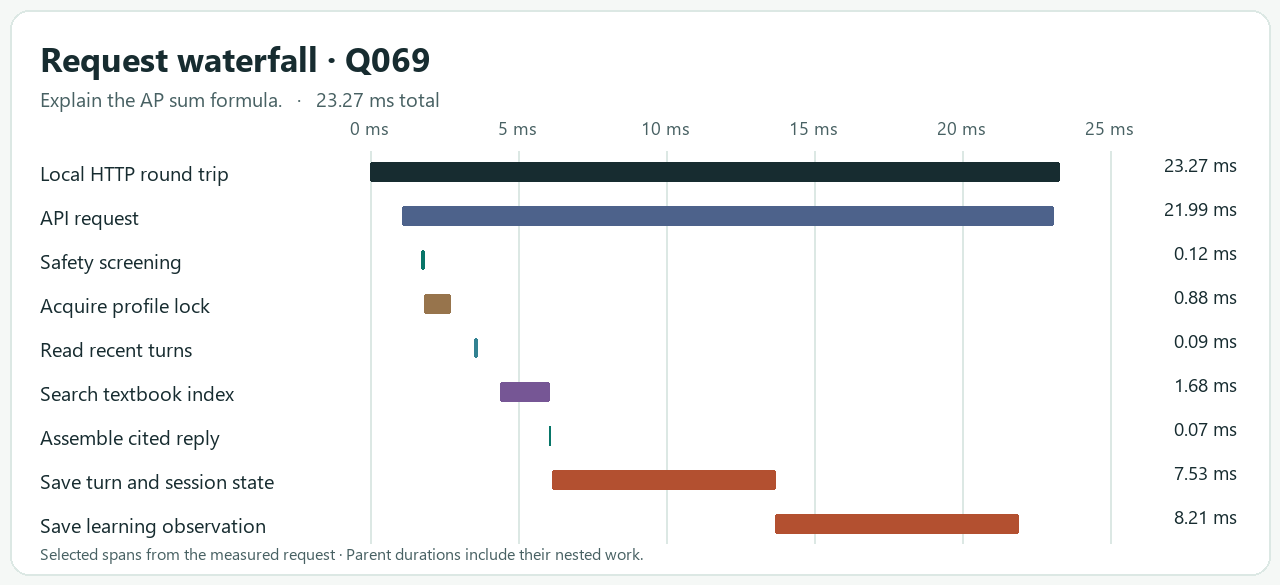 Request waterfall · Q069
Explain the AP sum formula. · 23.27 ms total
0 ms 5 ms 10 ms 15 ms 20 ms 25 ms
Local HTTP round trip 23.27 ms
API request 21.99 ms
Safety screening 0.12 ms
Acquire profile lock 0.88 ms
Read recent turns 0.09 ms
Search textbook index 1.68 ms
Assemble cited reply 0.07 ms
Save turn and session state 7.53 ms
Save learning observation 8.21 ms
Selected spans from the measured request · Parent durations include their nested work.